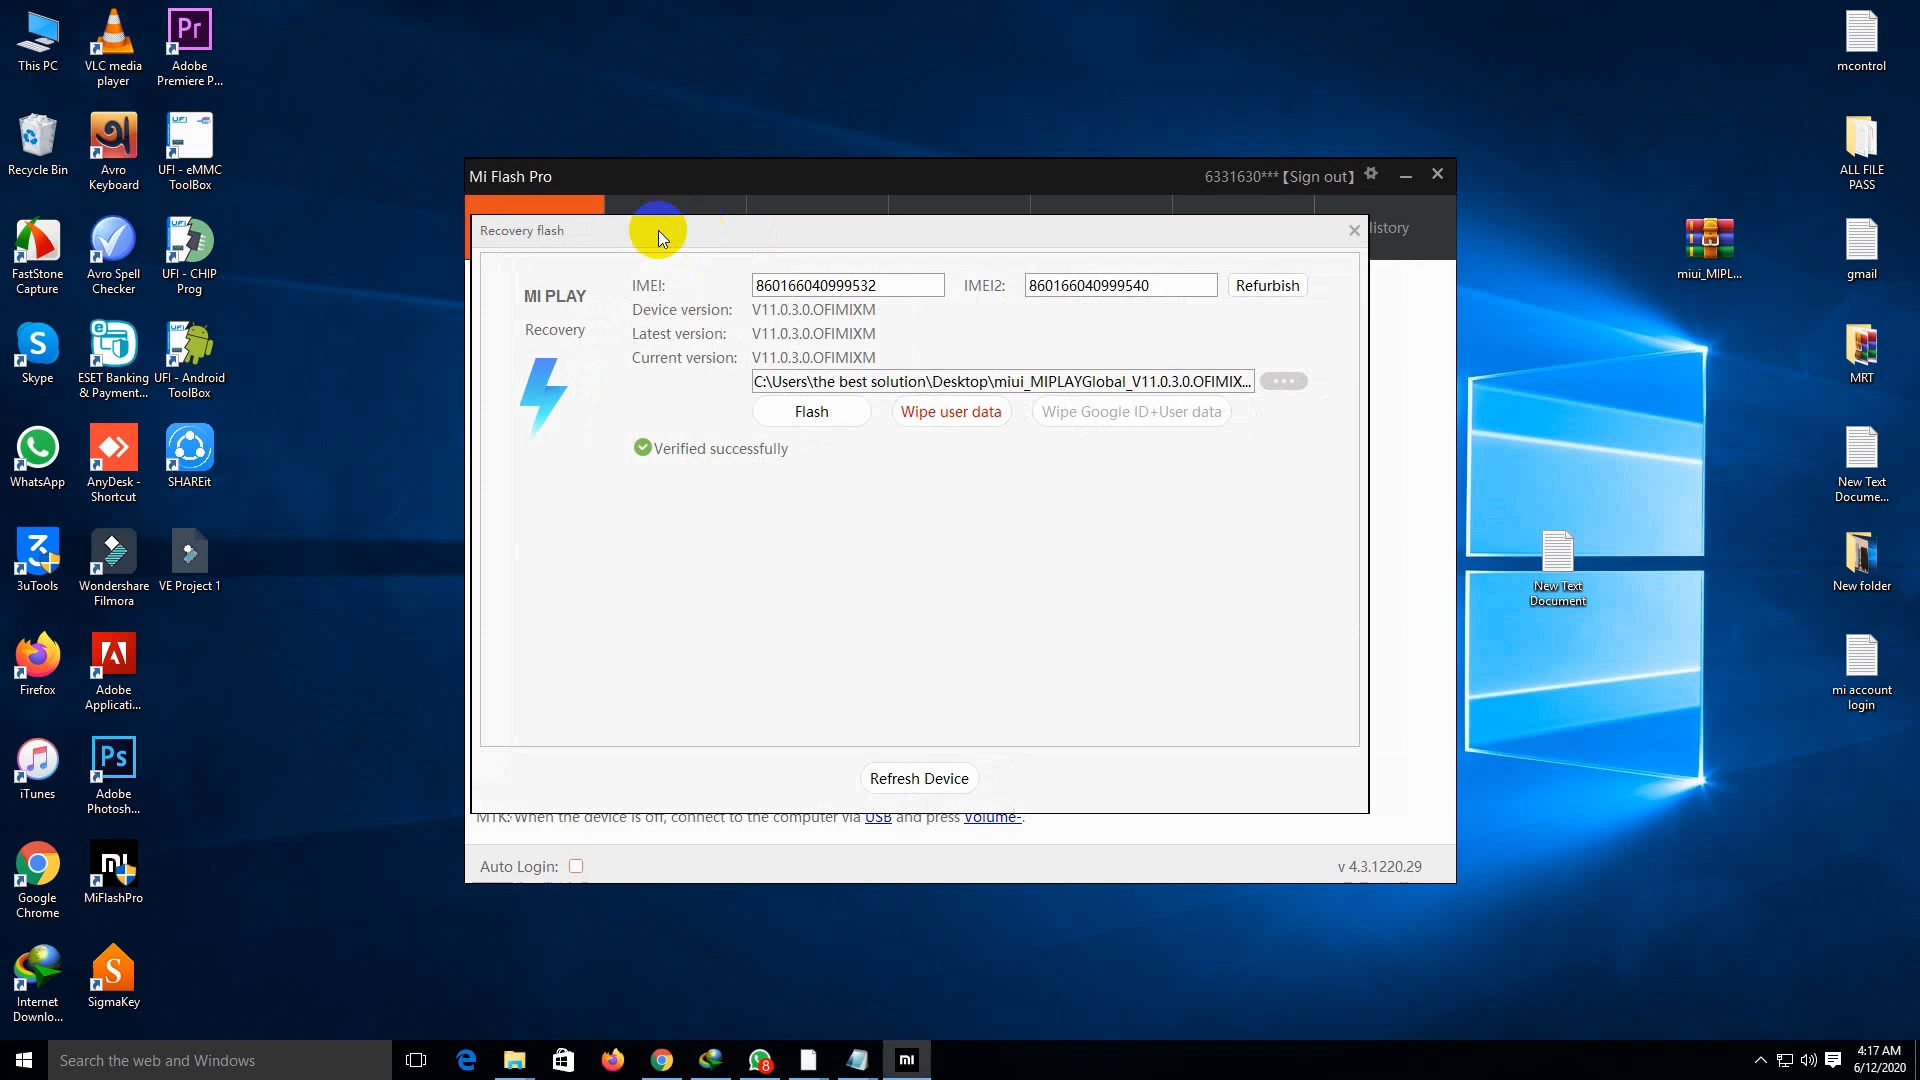 This PC
VLC media
player
Adobe
Premiere P...
Pr
Recycle Bin
Avro
Keyboard
UFI - eMMC
ToolBox
FastStone
Capture
Avro Spell
Checker
UFI - CHIP
Prog
Skype
ESET Banking
& Payment...
UFI - Android
ToolBox
WhatsApp
AnyDesk -
Shortcut
SHAREit
3uTools
Wondershare
Filmora
VE Project 1
Firefox
Adobe
Applicati...
iTunes
Ps
Adobe
Photosh...
Google
Chrome
MiFlashPro
Internet
Downlo...
SigmaKey
Mi Flash Pro
6331630***【Sign out】
Recovery flash
History
MI PLAY
Recovery
IMEI: 860166040999532 IMEI2: 860166040999540 Refurbish
Device version: V11.0.3.0.OFIMIXM
Latest version: V11.0.3.0.OFIMIXM
Current version: V11.0.3.0.OFIMIXM
C:\Users\the best solution\Desktop\miui_MIPLAYGlobal_V11.0.3.0.OFIMIX...
Flash Wipe user data Wipe Google ID+User data
Verified successfully
Refresh Device
MTK: When the device is off, connect to the computer via USB and press Volume-.
Auto Login:
v 4.3.1220.29
mcontrol
ALL FILE
PASS
miui_MIPL...
gmail
MRT
New Text
Docume...
New Text
Document
New folder
mi account
login
Search the web and Windows
8
4:17 AM
6/12/2020